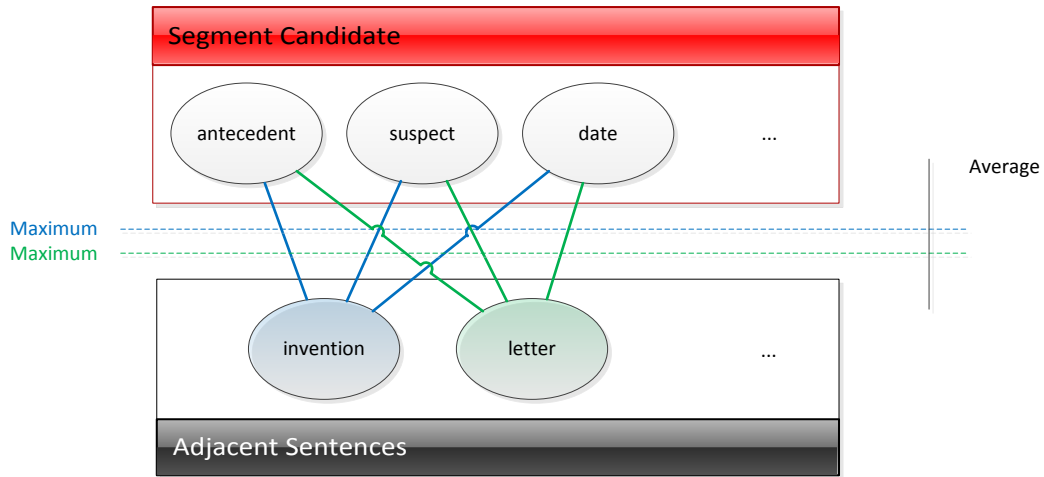 Segment Candidate
antecedent
suspect
date
...
Average
Maximum
Maximum
invention
letter
...
Adjacent Sentences